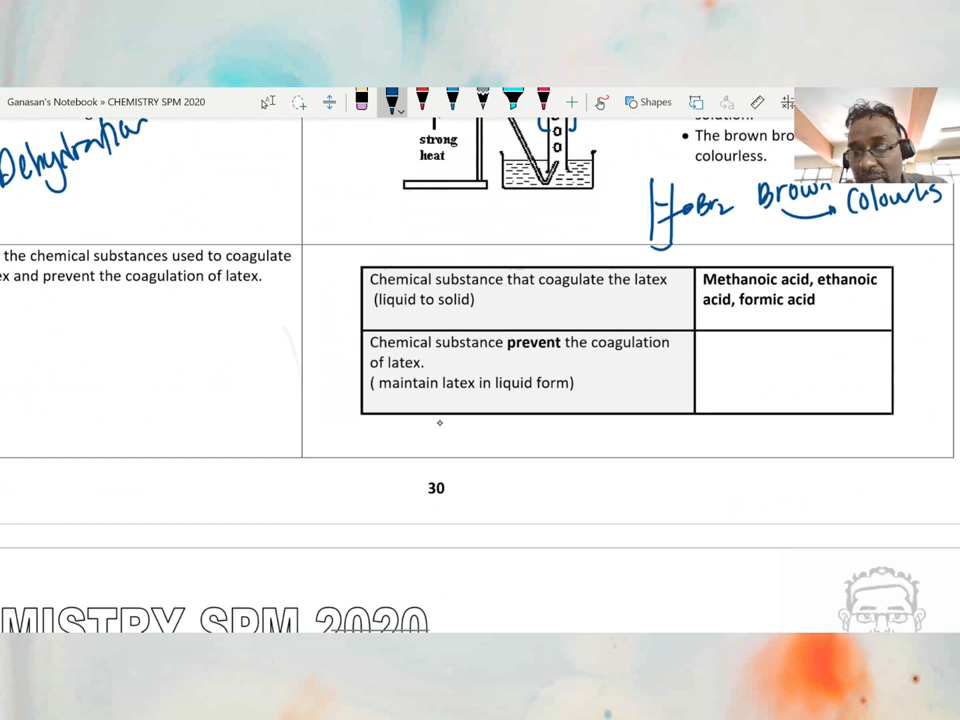 Ganasan's Notebook » CHEMISTRY SPM 2020
Shapes
Dehydration
strong
heat
solution.
• The brown bro
colourless.
Br2 Brown → Colourless
the chemical substances used to coagulate
ex and prevent the coagulation of latex.
Chemical substance that coagulate the latex
(liquid to solid)
Methanoic acid, ethanoic
acid, formic acid
Chemical substance prevent the coagulation
of latex.
( maintain latex in liquid form)
30
MISTRY SPM 2020